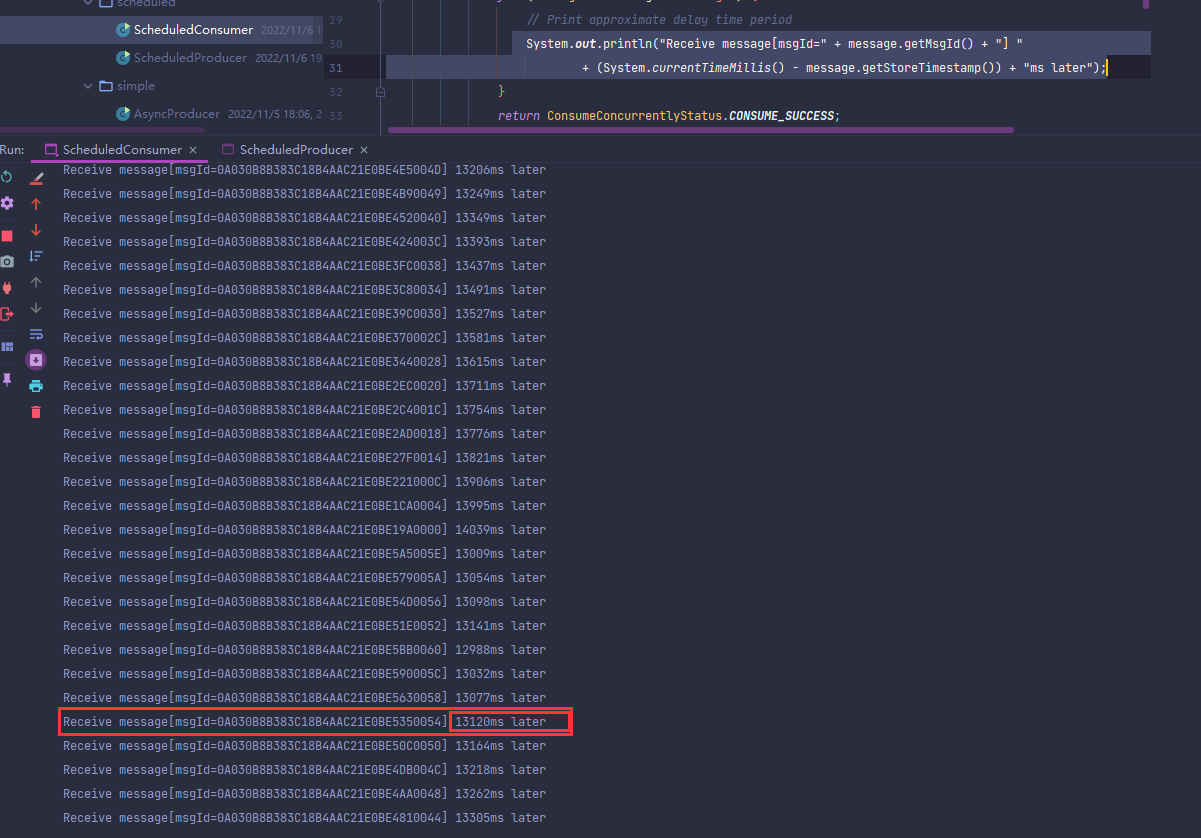 scheduled
29 // Print approximate delay time period
ScheduledConsumer 2022/11/6 1
30 System.out.println("Receive message[msgId=" + message.getMsgId() + "] "
ScheduledProducer 2022/11/6 19
31 + (System.currentTimeMillis() - message.getStoreTimestamp()) + "ms later");
simple
32 }
AsyncProducer 2022/11/5 18:06, 2
33 return ConsumeConcurrentlyStatus.CONSUME_SUCCESS;
Run: ScheduledConsumer × ScheduledProducer ×
Receive message[msgId=0A030B8B383C18B4AAC21E0BE4E5004D] 13206ms later
Receive message[msgId=0A030B8B383C18B4AAC21E0BE4B90049] 13249ms later
Receive message[msgId=0A030B8B383C18B4AAC21E0BE4520040] 13349ms later
Receive message[msgId=0A030B8B383C18B4AAC21E0BE424003C] 13393ms later
Receive message[msgId=0A030B8B383C18B4AAC21E0BE3FC0038] 13437ms later
Receive message[msgId=0A030B8B383C18B4AAC21E0BE3C80034] 13491ms later
Receive message[msgId=0A030B8B383C18B4AAC21E0BE39C0030] 13527ms later
Receive message[msgId=0A030B8B383C18B4AAC21E0BE370002C] 13581ms later
Receive message[msgId=0A030B8B383C18B4AAC21E0BE3440028] 13615ms later
Receive message[msgId=0A030B8B383C18B4AAC21E0BE2EC0020] 13711ms later
Receive message[msgId=0A030B8B383C18B4AAC21E0BE2C4001C] 13754ms later
Receive message[msgId=0A030B8B383C18B4AAC21E0BE2AD0018] 13776ms later
Receive message[msgId=0A030B8B383C18B4AAC21E0BE27F0014] 13821ms later
Receive message[msgId=0A030B8B383C18B4AAC21E0BE221000C] 13906ms later
Receive message[msgId=0A030B8B383C18B4AAC21E0BE1CA0004] 13995ms later
Receive message[msgId=0A030B8B383C18B4AAC21E0BE19A0000] 14039ms later
Receive message[msgId=0A030B8B383C18B4AAC21E0BE5A5005E] 13009ms later
Receive message[msgId=0A030B8B383C18B4AAC21E0BE579005A] 13054ms later
Receive message[msgId=0A030B8B383C18B4AAC21E0BE54D0056] 13098ms later
Receive message[msgId=0A030B8B383C18B4AAC21E0BE51E0052] 13141ms later
Receive message[msgId=0A030B8B383C18B4AAC21E0BE5BB0060] 12988ms later
Receive message[msgId=0A030B8B383C18B4AAC21E0BE590005C] 13032ms later
Receive message[msgId=0A030B8B383C18B4AAC21E0BE5630058] 13077ms later
Receive message[msgId=0A030B8B383C18B4AAC21E0BE5350054] 13120ms later
Receive message[msgId=0A030B8B383C18B4AAC21E0BE50C0050] 13164ms later
Receive message[msgId=0A030B8B383C18B4AAC21E0BE4DB004C] 13218ms later
Receive message[msgId=0A030B8B383C18B4AAC21E0BE4AA0048] 13262ms later
Receive message[msgId=0A030B8B383C18B4AAC21E0BE4810044] 13305ms later